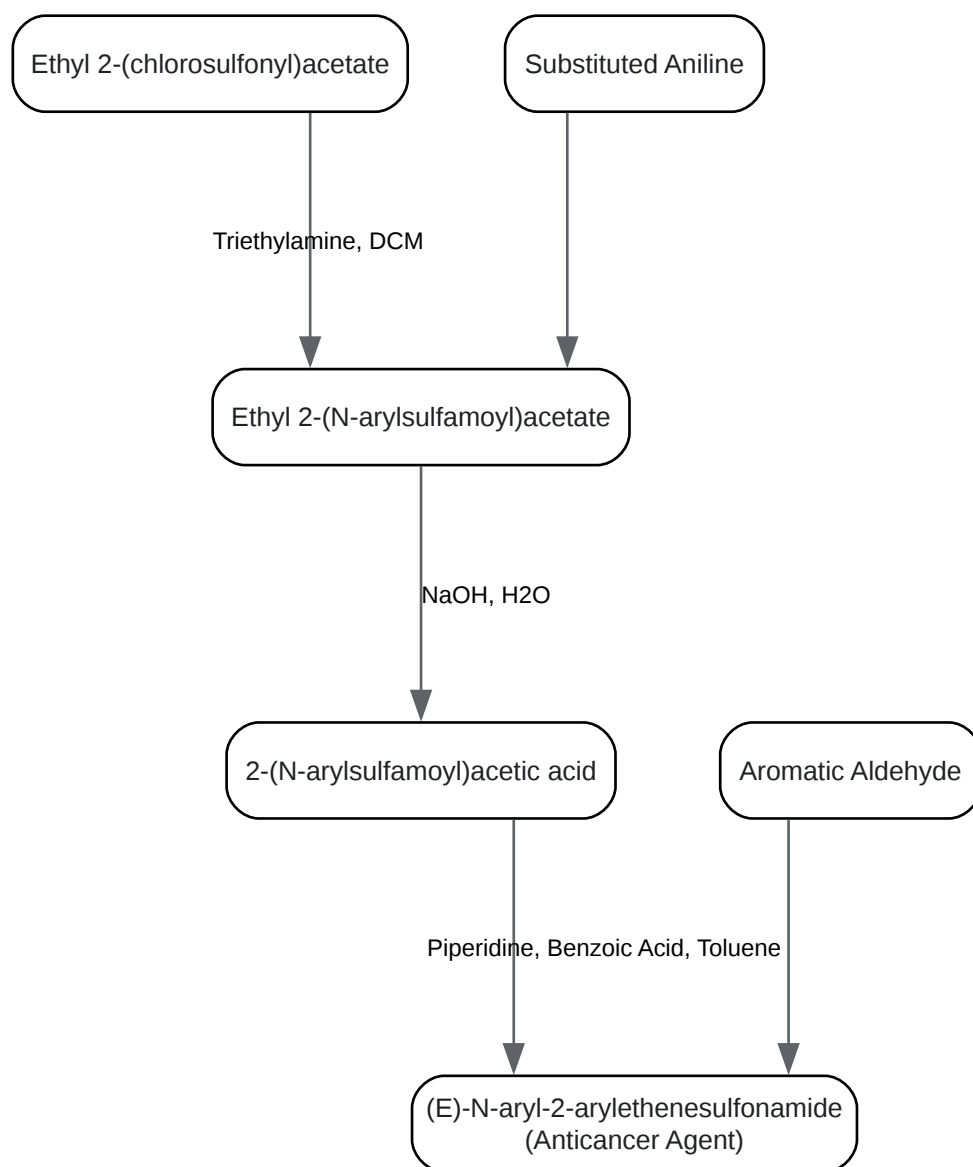 Ethyl 2-(chlorosulfonyl)acetate
Substituted Aniline
Triethylamine, DCM
Ethyl 2-(N-arylsulfamoyl)acetate
NaOH, H2O
2-(N-arylsulfamoyl)acetic acid
Aromatic Aldehyde
Piperidine, Benzoic Acid, Toluene
(E)-N-aryl-2-arylethenesulfonamide
(Anticancer Agent)